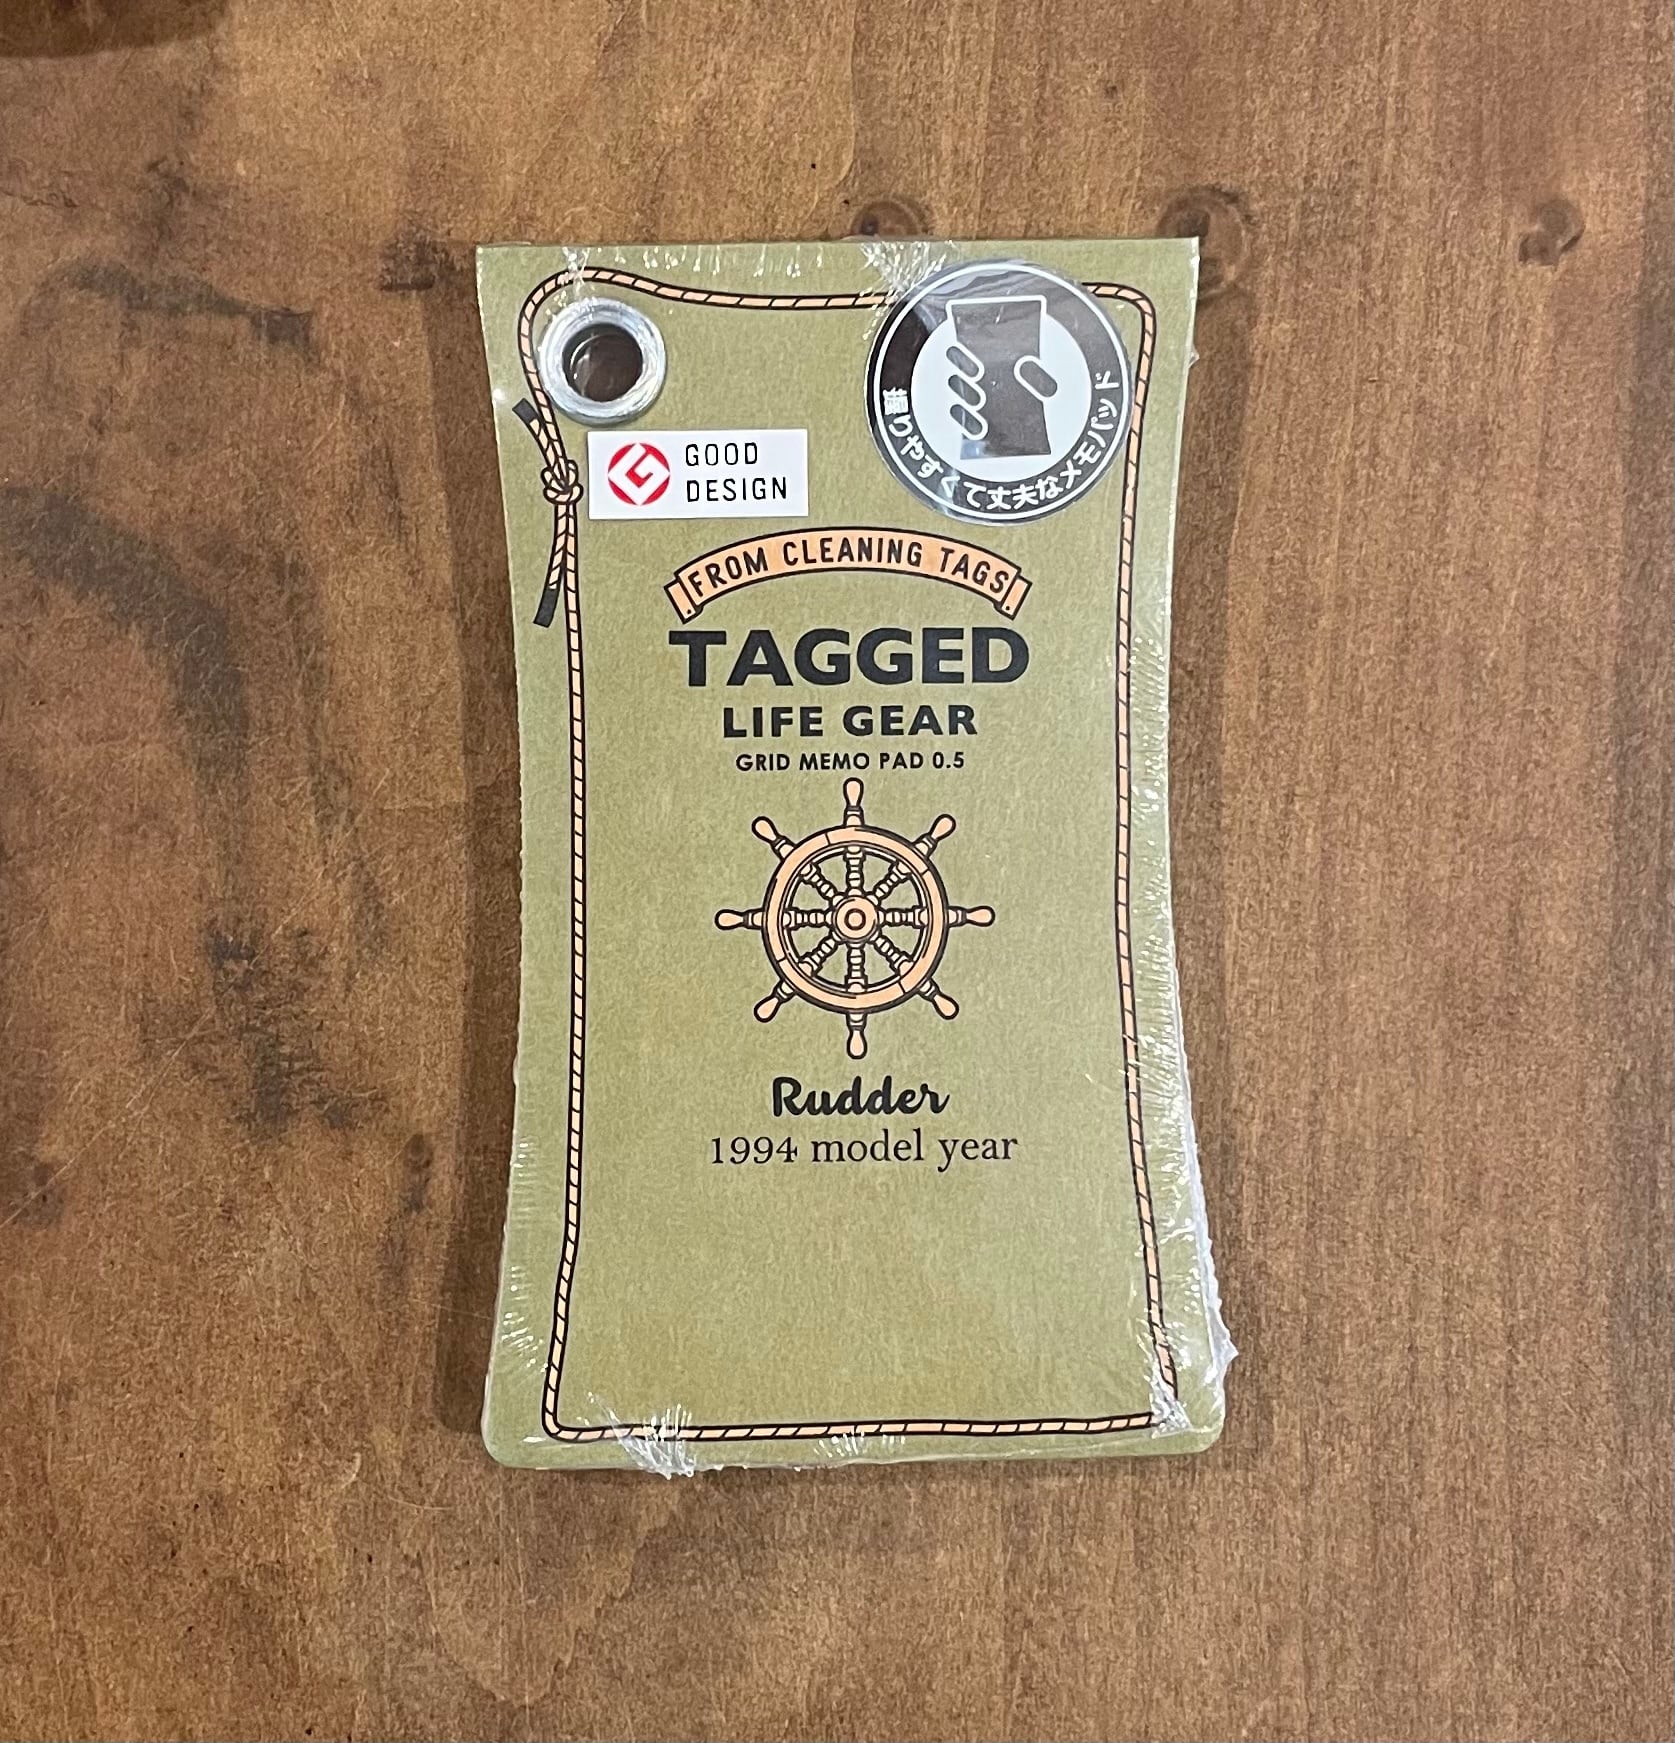 GOOD
DESIGN
握りやすくて丈夫なメモパッド
FROM CLEANING TAGS
TAGGED
LIFE GEAR
GRID MEMO PAD 0.5
Rudder
1994 model year